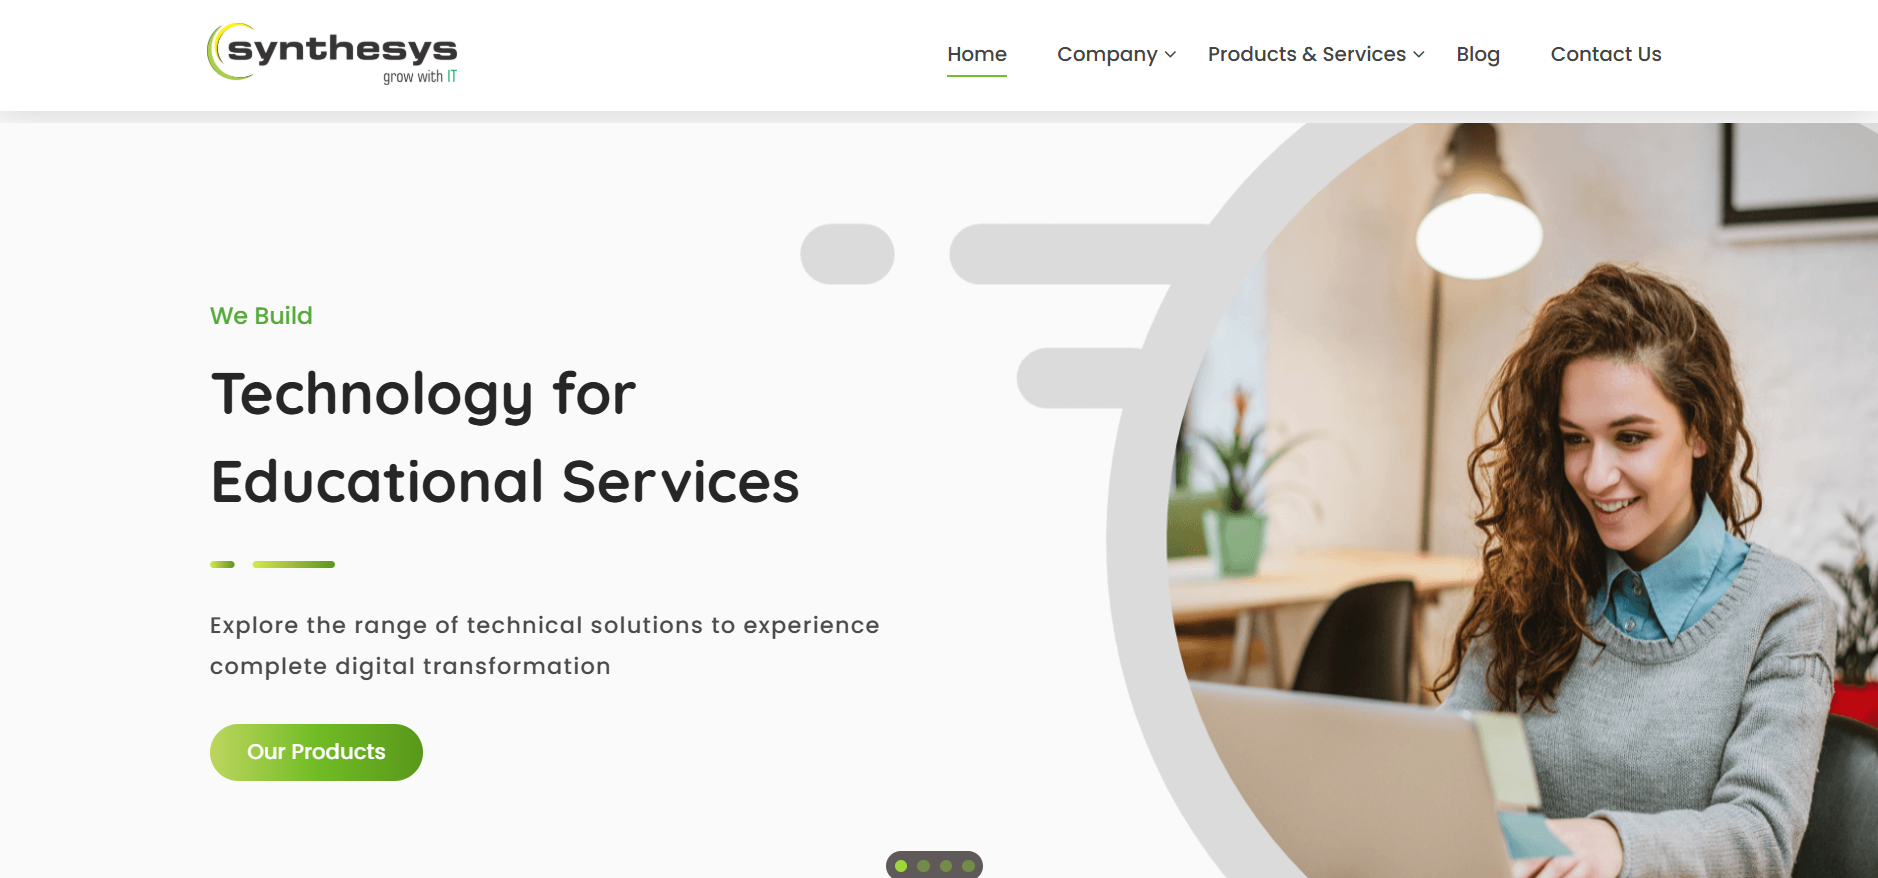 synthesys
grow with IT
Home
Company
Products & Services
Blog
Contact Us
We Build
Technology for
Educational Services
Explore the range of technical solutions to experience
complete digital transformation
Our Products